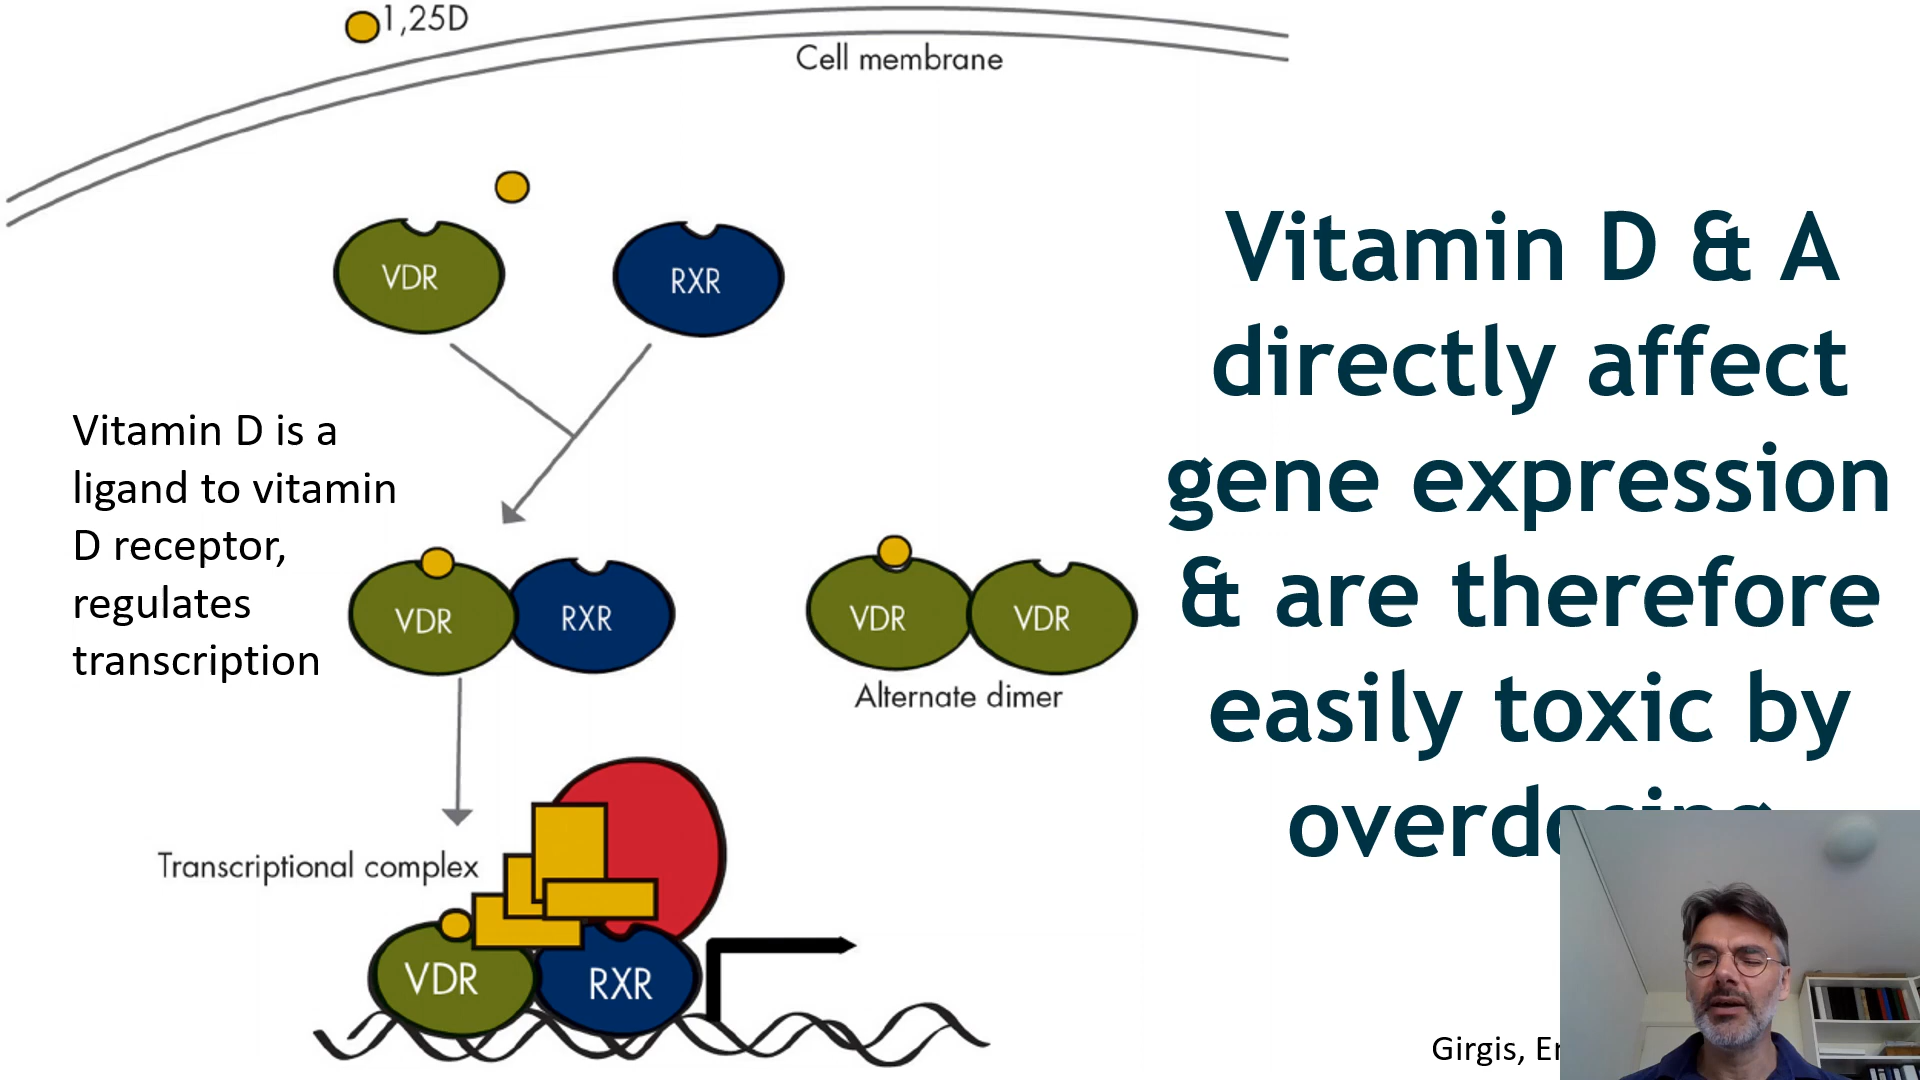 1,25D
Cell membrane
VDR
RXR
Vitamin D & A
directly affect
gene expression
& are therefore
easily toxic by
Vitamin D is a
ligand to vitamin
D receptor,
regulates
transcription
VDR
RXR
VDR
VDR
Alternate dimer
Transcriptional complex
VDR
RXR
Girgis,